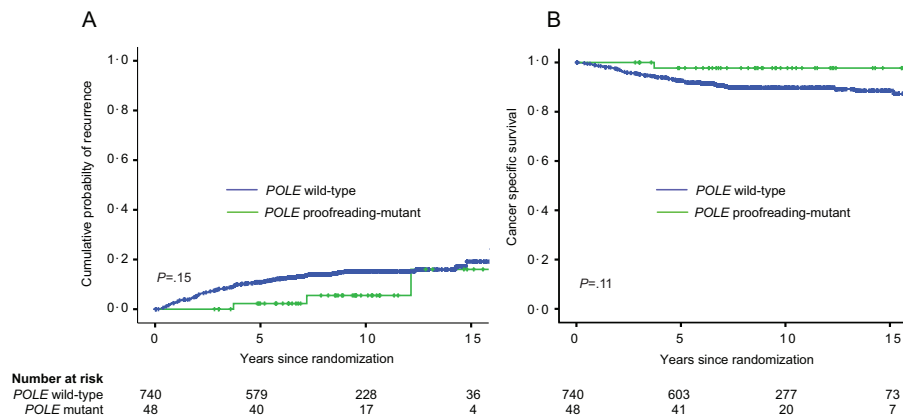 A
Cumulative probabilty of recurrence
1·0
0·8
0·6
0·4
0·2
0·0
POLE wild-type
POLE proofreading-mutant
P=.15
0 5 10 15
Years since randomization
B
Cancer specific survival
1·0
0·8
0·6
0·4
0·2
0·0
POLE wild-type
POLE proofreading-mutant
P=.11
0 5 10 15
Years since randomization
Number at risk
POLE wild-type 740 579 228 36 740 603 277 73
POLE mutant 48 40 17 4 48 41 20 7